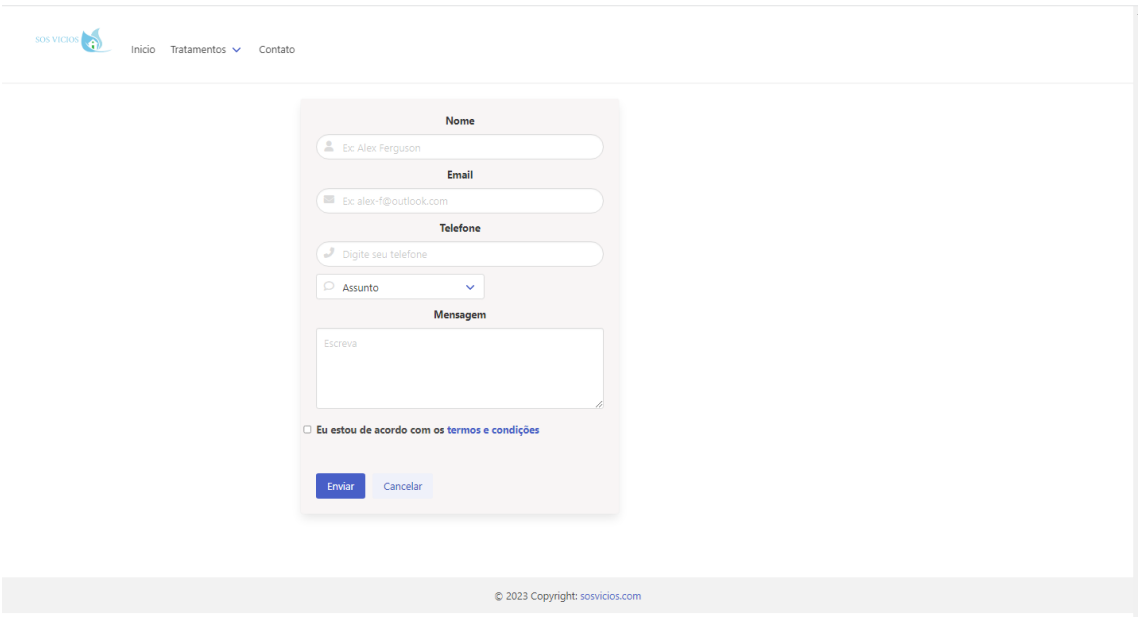 SOS VICIOS
Inicio Tratamentos Contato
Nome
Ex: Alex Ferguson
Email
Ex: alex-f@outlook.com
Telefone
Digite seu telefone
Assunto
Mensagem
Escreva
Eu estou de acordo com os termos e condições
Enviar Cancelar
© 2023 Copyright: sosvicios.com